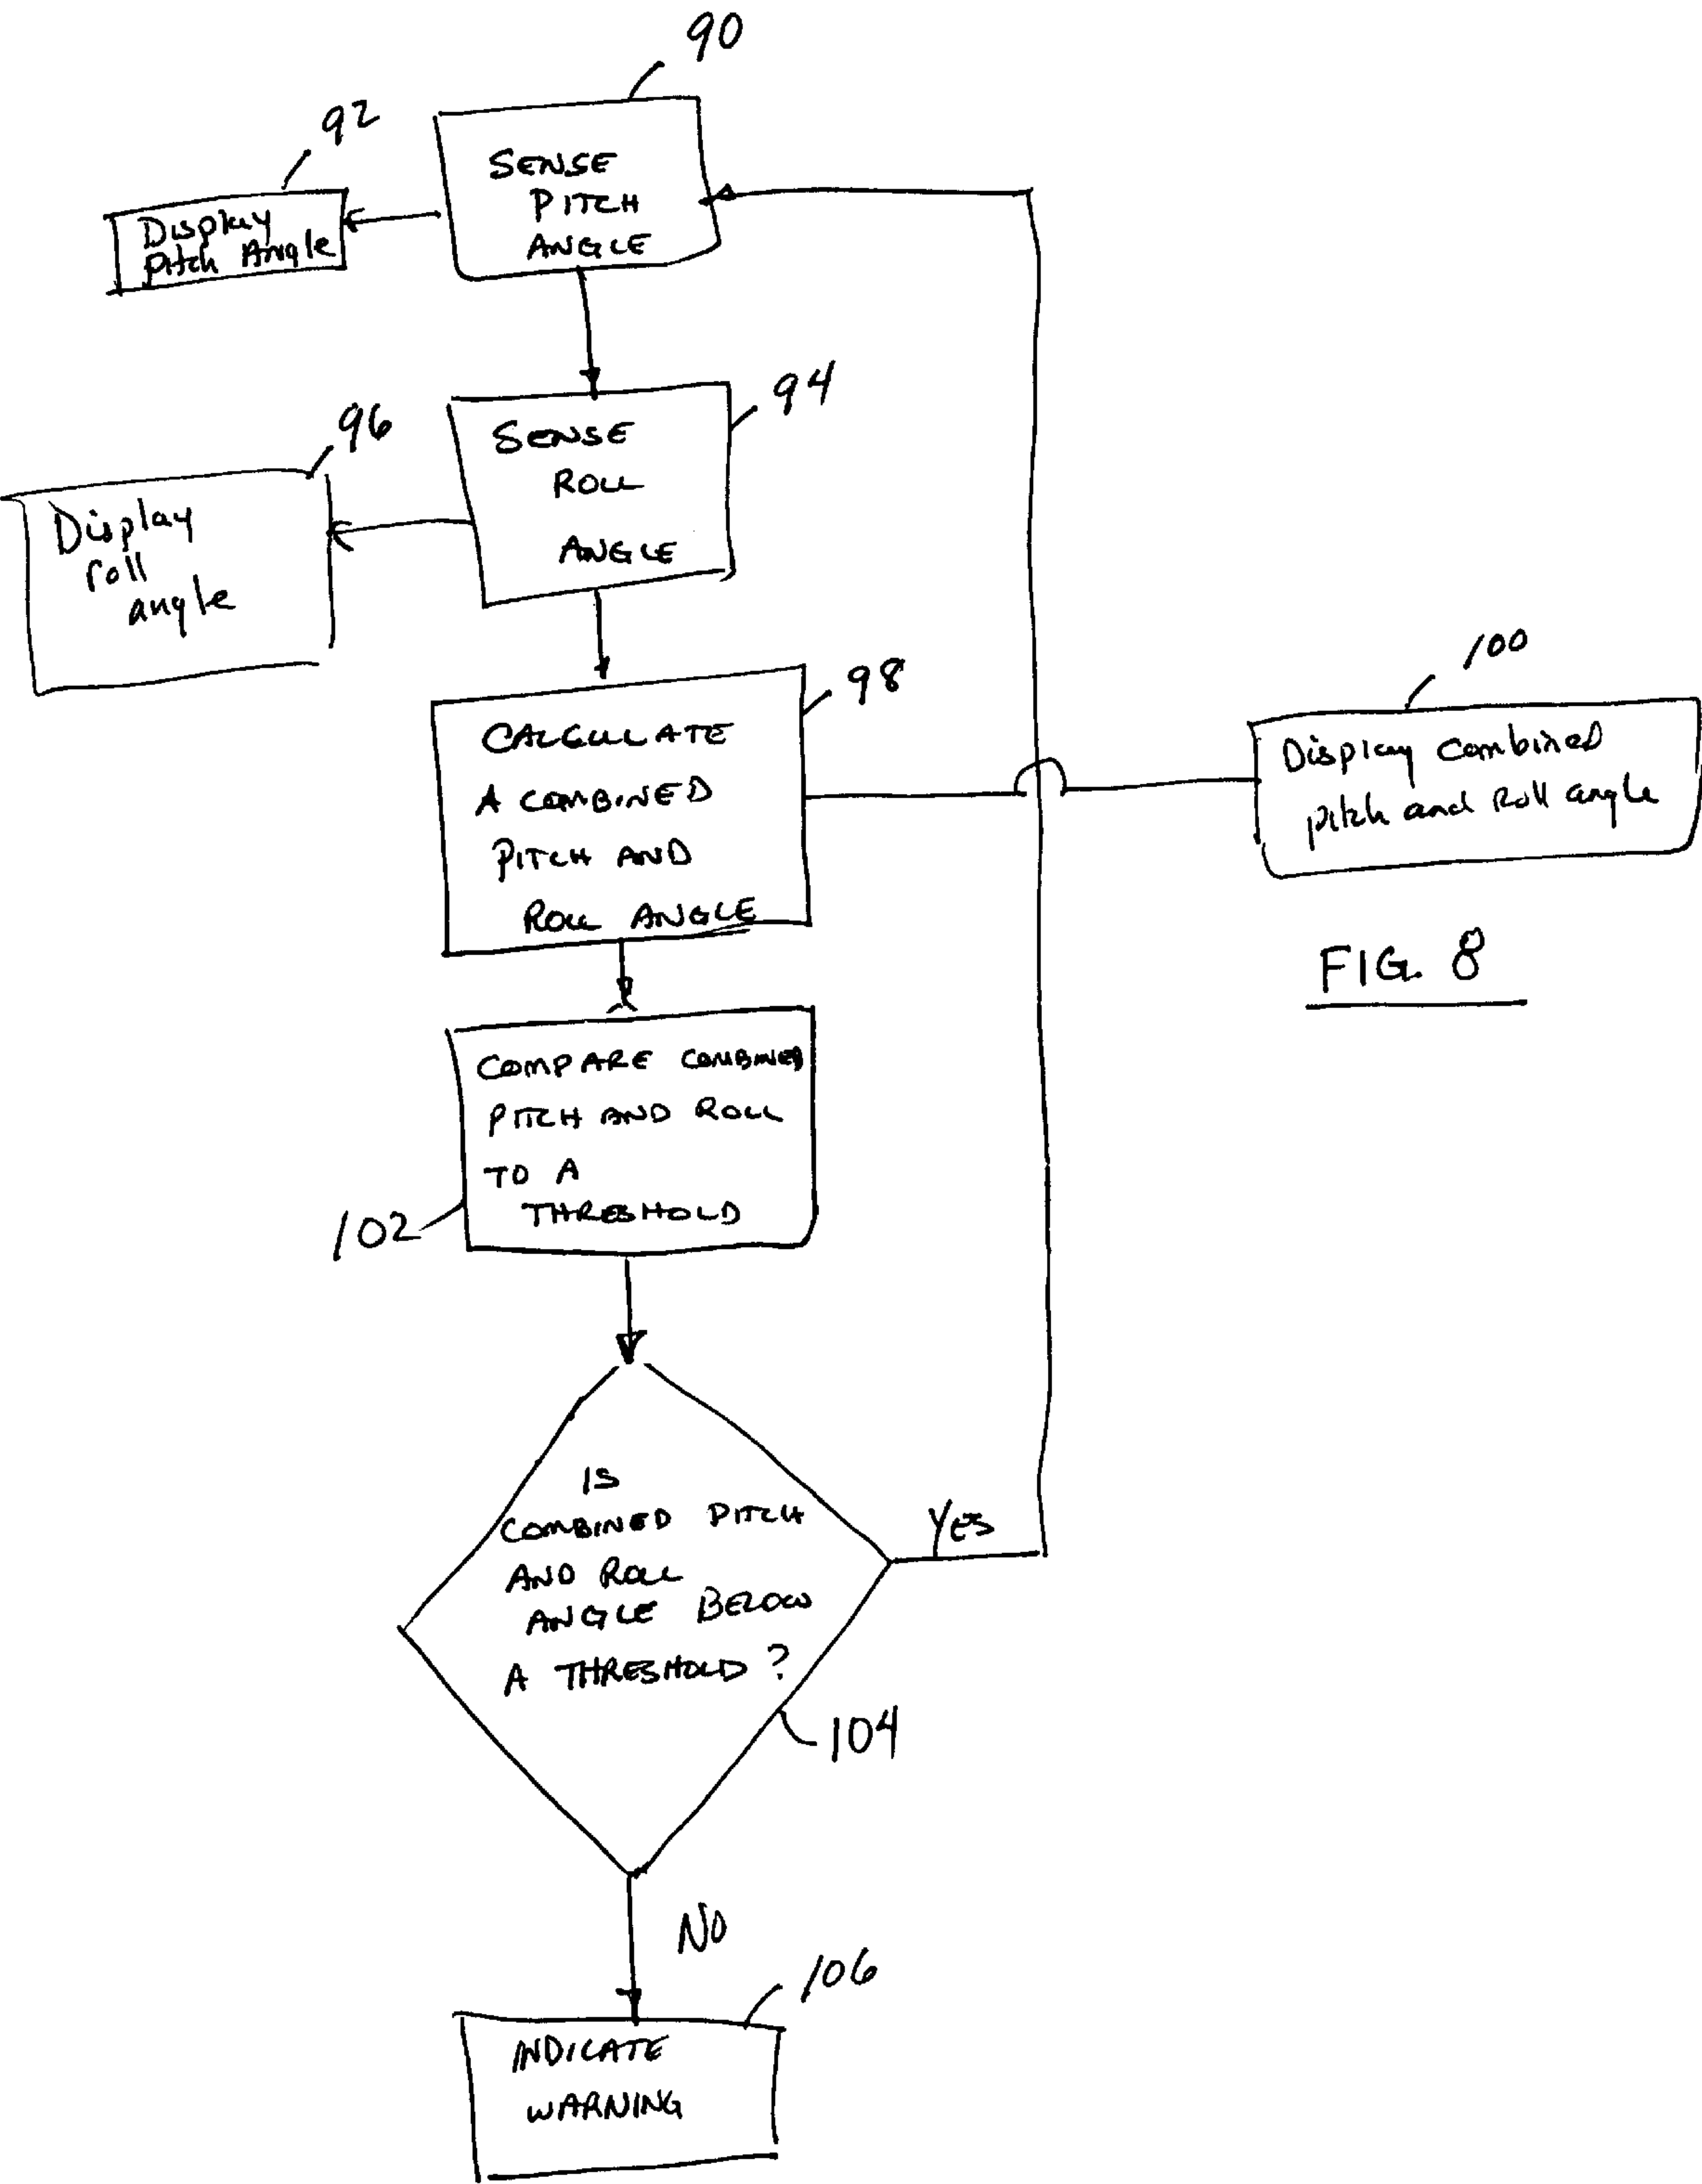 90
92
SENSE
PITCH
ANGLE
Display
Pitch Angle
94
96
SENSE
ROLL
ANGLE
Display
roll
angle
98
100
CALCULATE
A COMBINED
PITCH AND
ROLL ANGLE
Display Combined
pitch and Roll angle
FIG. 8
COMPARE COMBINED
PITCH AND ROLL
TO A
THRESHOLD
102
IS
COMBINED PITCH
AND ROLL
ANGLE BELOW
A THRESHOLD?
YES
104
NO
106
INDICATE
WARNING